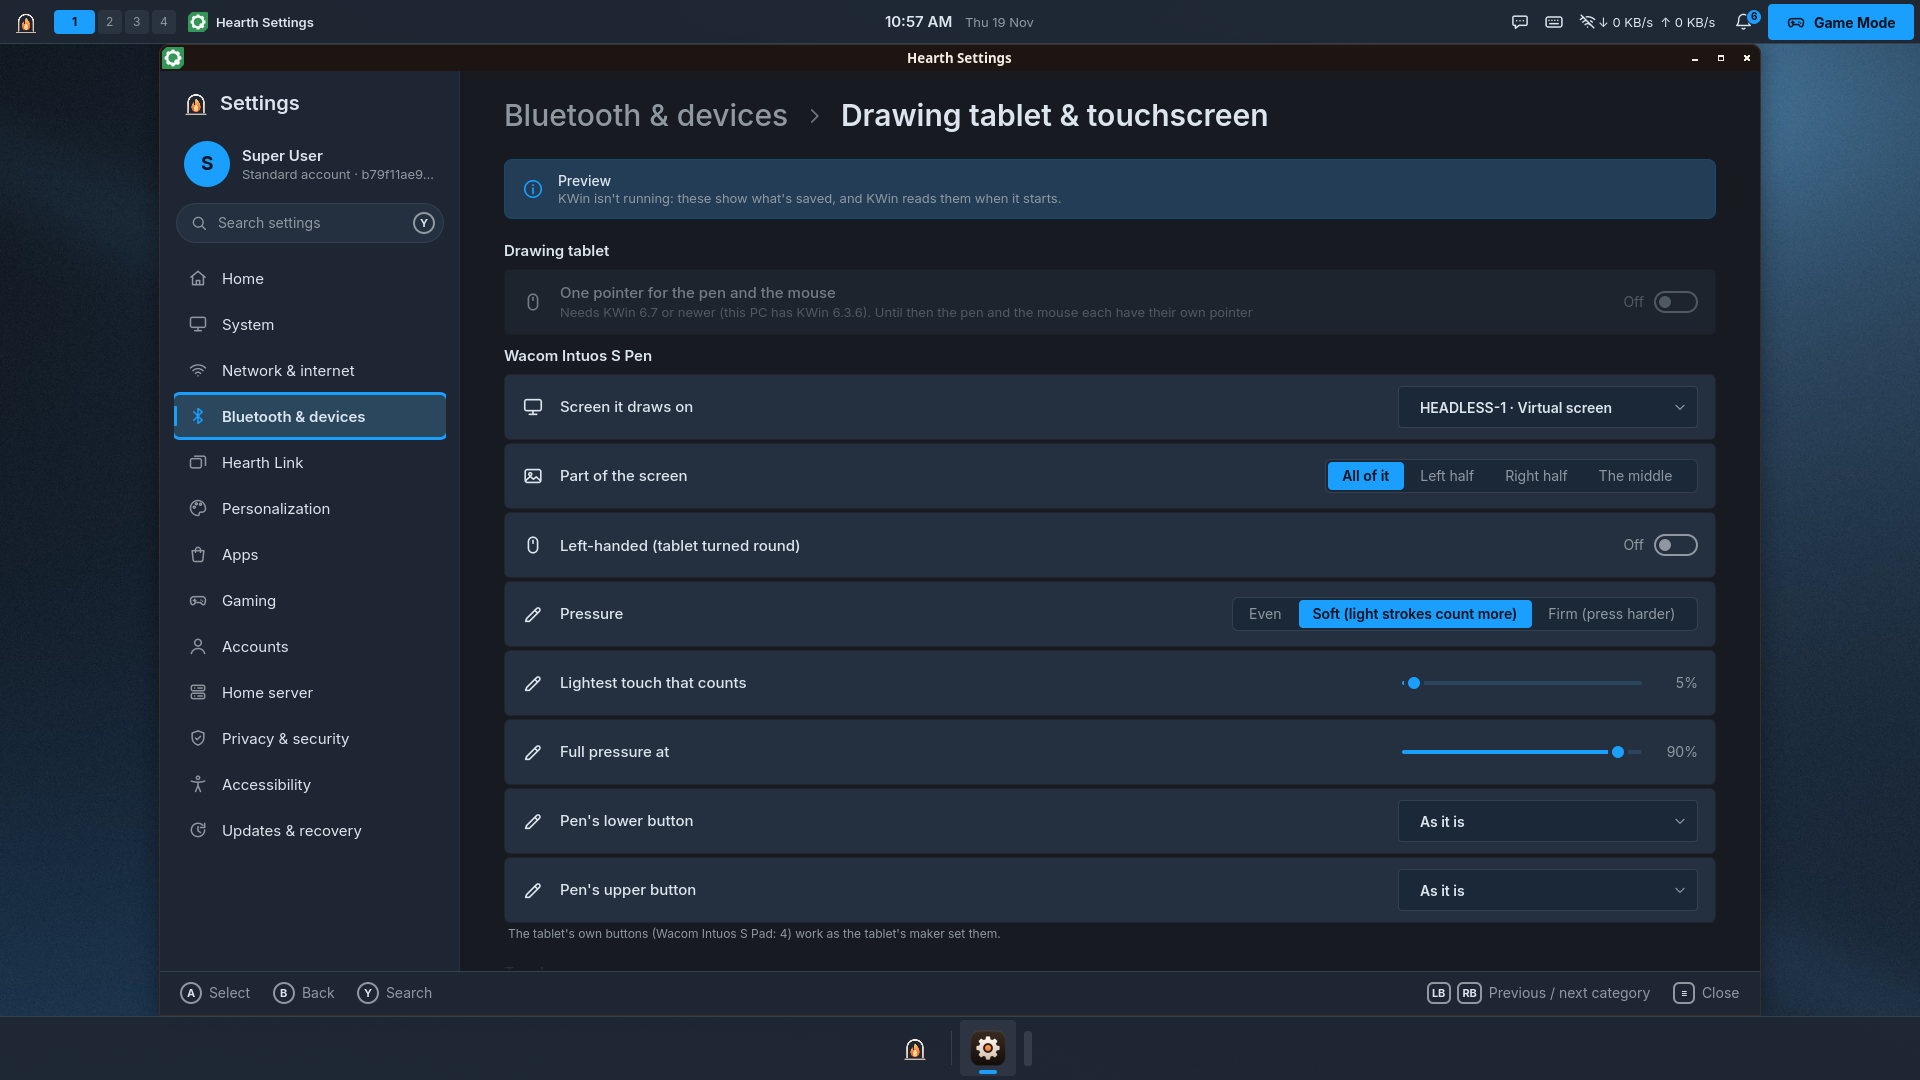 1 2 3 4 Hearth Settings
10:57 AM Thu 19 Nov
↓ 0 KB/s ↑ 0 KB/s 6 Game Mode
Hearth Settings
Settings
S
Super User
Standard account · b79f11ae9...
Search settings Y
Home
System
Network & internet
Bluetooth & devices
Hearth Link
Personalization
Apps
Gaming
Accounts
Home server
Privacy & security
Accessibility
Updates & recovery
Bluetooth & devices > Drawing tablet & touchscreen
Preview
KWin isn't running: these show what's saved, and KWin reads them when it starts.
Drawing tablet
One pointer for the pen and the mouse
Needs KWin 6.7 or newer (this PC has KWin 6.3.6). Until then the pen and the mouse each have their own pointer
Off
Wacom Intuos S Pen
Screen it draws on HEADLESS-1 · Virtual screen
Part of the screen All of it Left half Right half The middle
Left-handed (tablet turned round) Off
Pressure Even Soft (light strokes count more) Firm (press harder)
Lightest touch that counts 5%
Full pressure at 90%
Pen's lower button As it is
Pen's upper button As it is
The tablet's own buttons (Wacom Intuos S Pad: 4) work as the tablet's maker set them.
A Select B Back Y Search
LB RB Previous / next category ≡ Close